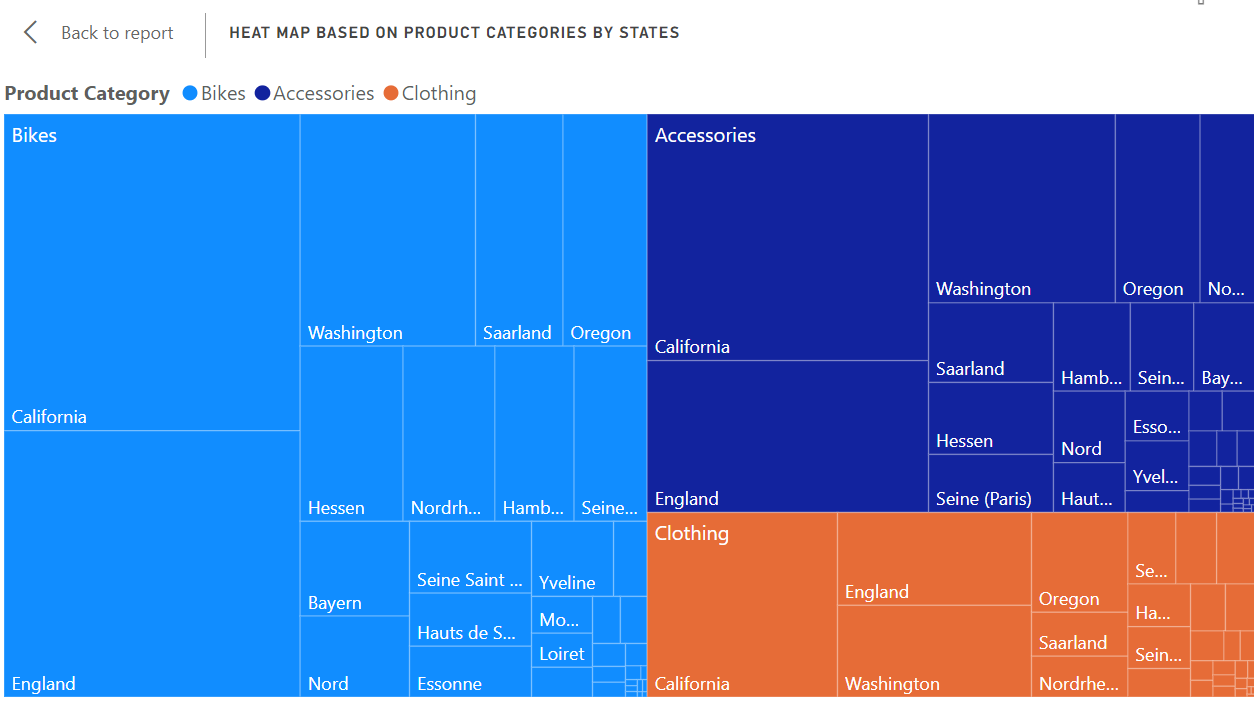 Back to report
HEAT MAP BASED ON PRODUCT CATEGORIES BY STATES
Product Category Bikes Accessories Clothing
Bikes
California
England
Washington
Saarland
Oregon
Hessen
Nordrh...
Hamb...
Seine...
Bayern
Nord
Seine Saint ...
Hauts de S...
Essonne
Yveline
Mo...
Loiret
Accessories
California
England
Washington
Oregon
No...
Saarland
Hessen
Seine (Paris)
Hamb...
Sein...
Bay...
Nord
Haut...
Esso...
Yvel...
Clothing
California
England
Washington
Oregon
Saarland
Nordrhe...
Se...
Ha...
Sein...